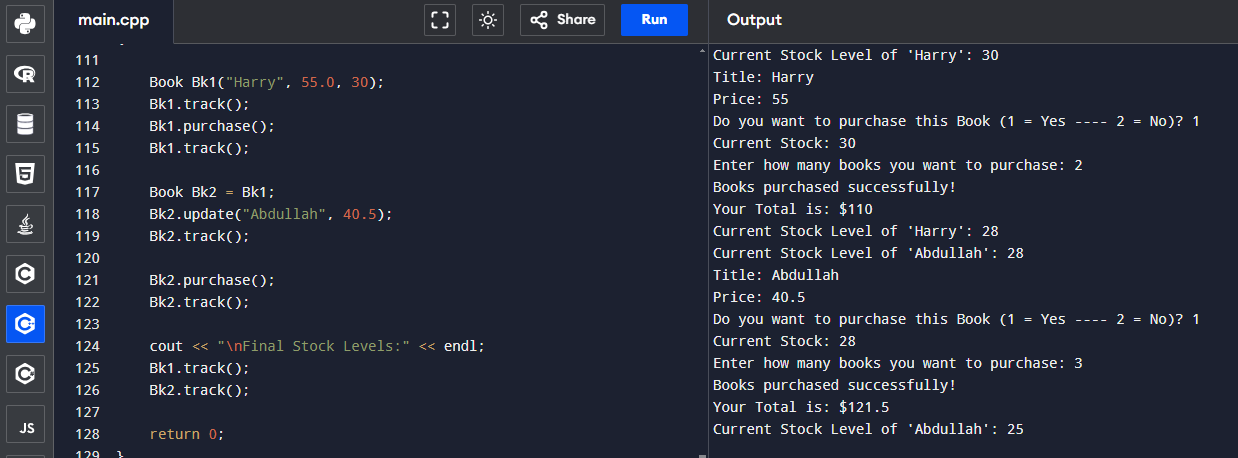 main.cpp
Share
Run
Output
111
112 Book Bk1("Harry", 55.0, 30);
113 Bk1.track();
114 Bk1.purchase();
115 Bk1.track();
116
117 Book Bk2 = Bk1;
118 Bk2.update("Abdullah", 40.5);
119 Bk2.track();
120
121 Bk2.purchase();
122 Bk2.track();
123
124 cout << "\nFinal Stock Levels:" << endl;
125 Bk1.track();
126 Bk2.track();
127
128 return 0;
129 }
Current Stock Level of 'Harry': 30
Title: Harry
Price: 55
Do you want to purchase this Book (1 = Yes ---- 2 = No)? 1
Current Stock: 30
Enter how many books you want to purchase: 2
Books purchased successfully!
Your Total is: $110
Current Stock Level of 'Harry': 28
Current Stock Level of 'Abdullah': 28
Title: Abdullah
Price: 40.5
Do you want to purchase this Book (1 = Yes ---- 2 = No)? 1
Current Stock: 28
Enter how many books you want to purchase: 3
Books purchased successfully!
Your Total is: $121.5
Current Stock Level of 'Abdullah': 25
R
5
C
C
C
JS